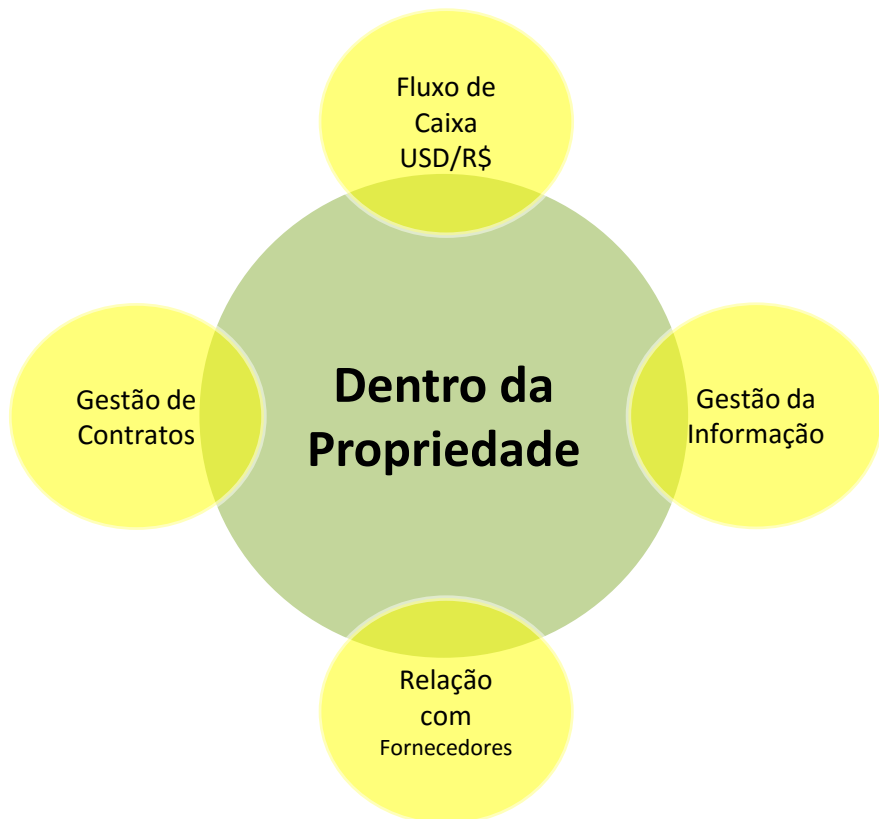 Fluxo de
Caixa
USD/R$
Dentro da
Propriedade
Gestão de
Contratos
Gestão da
Informação
Relação
com
Fornecedores